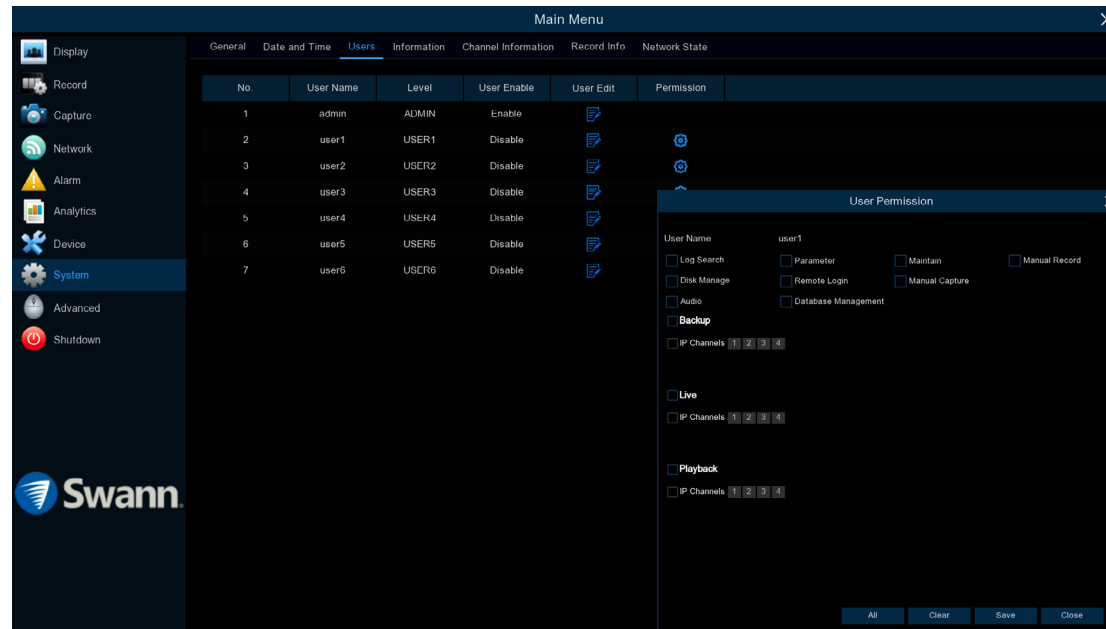 Main Menu X
Display
Record
Capture
Network
Alarm
Analytics
Device
System
Advanced
Shutdown
Swann.
General Date and Time Users Information Channel Information Record Info Network State
No. User Name Level User Enable User Edit Permission
1 admin ADMIN Enable
2 user1 USER1 Disable
3 user2 USER2 Disable
4 user3 USER3 Disable
5 user4 USER4 Disable
6 user5 USER5 Disable
7 user6 USER6 Disable
User Permission
User Name user1
Log Search Parameter Maintain Manual Record
Disk Manage Remote Login Manual Capture
Audio Database Management
Backup
IP Channels 1 2 3 4
Live
IP Channels 1 2 3 4
Playback
IP Channels 1 2 3 4
All Clear Save Close